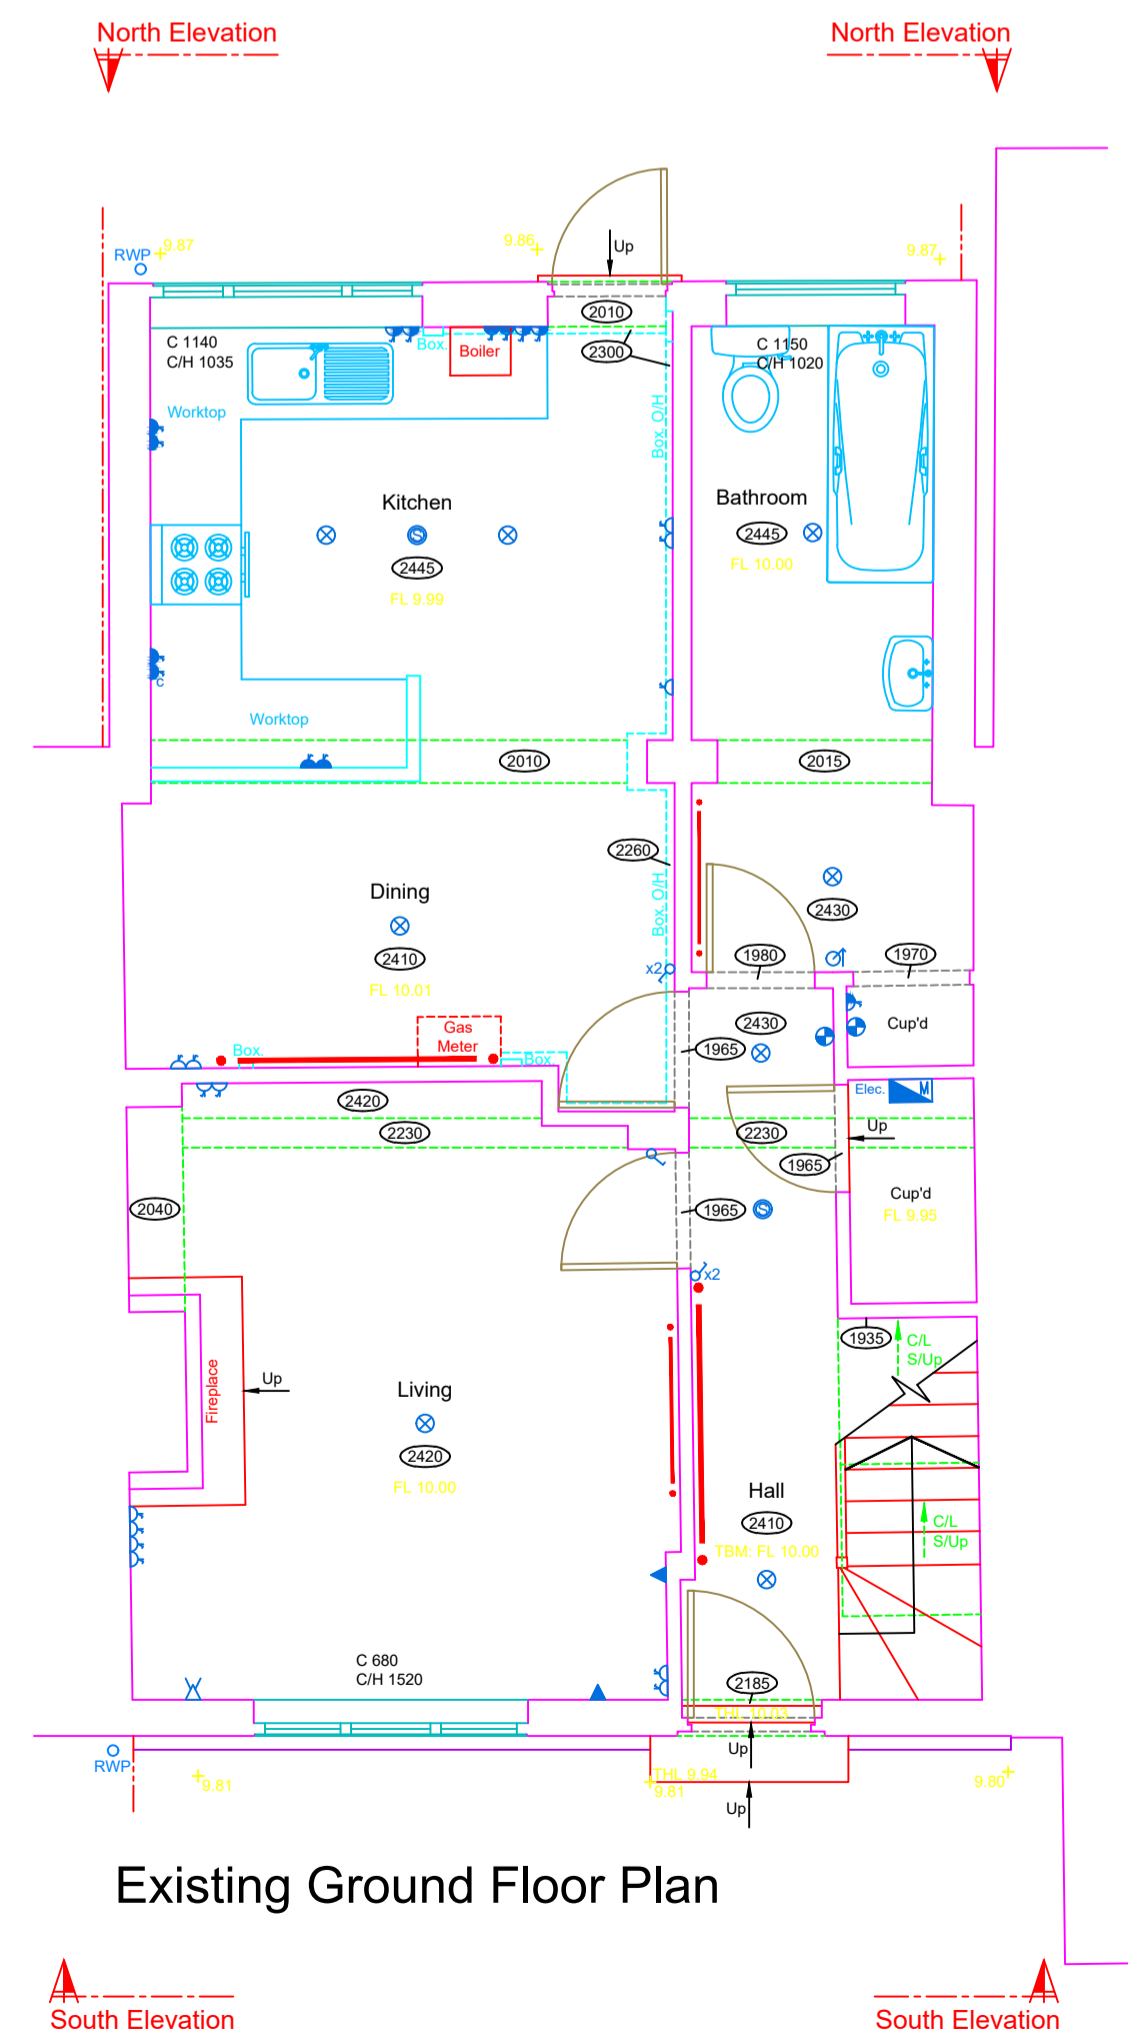 North Elevation
North Elevation
9.87
9.86
9.87
RWP
Up
2010
C 1140
C/H 1035
Box.
Boiler
2300
C 1150
C/H 1020
Worktop
Box. O/H
Kitchen
Bathroom
S
2445
2445
FL 9.99
FL 10.00
c
Worktop
2010
2015
2260
Dining
Box. O/H
2430
2410
x2
1980
1970
FL 10.01
Gas
Meter
Box.
Box.
2430
Cup'd
1965
Elec.
M
2420
2230
2230
Up
1965
Cup'd
FL 9.95
2040
1965
S
x2
1935
C/L
S/Up
Fireplace
Up
Living
2420
FL 10.00
Hall
2410
TBM: FL 10.00
C/L
S/Up
C 680
C/H 1520
2185
THL 10.03
Up
RWP
9.81
THL 9.94
9.81
9.80
Up
Existing Ground Floor Plan
South Elevation
South Elevation